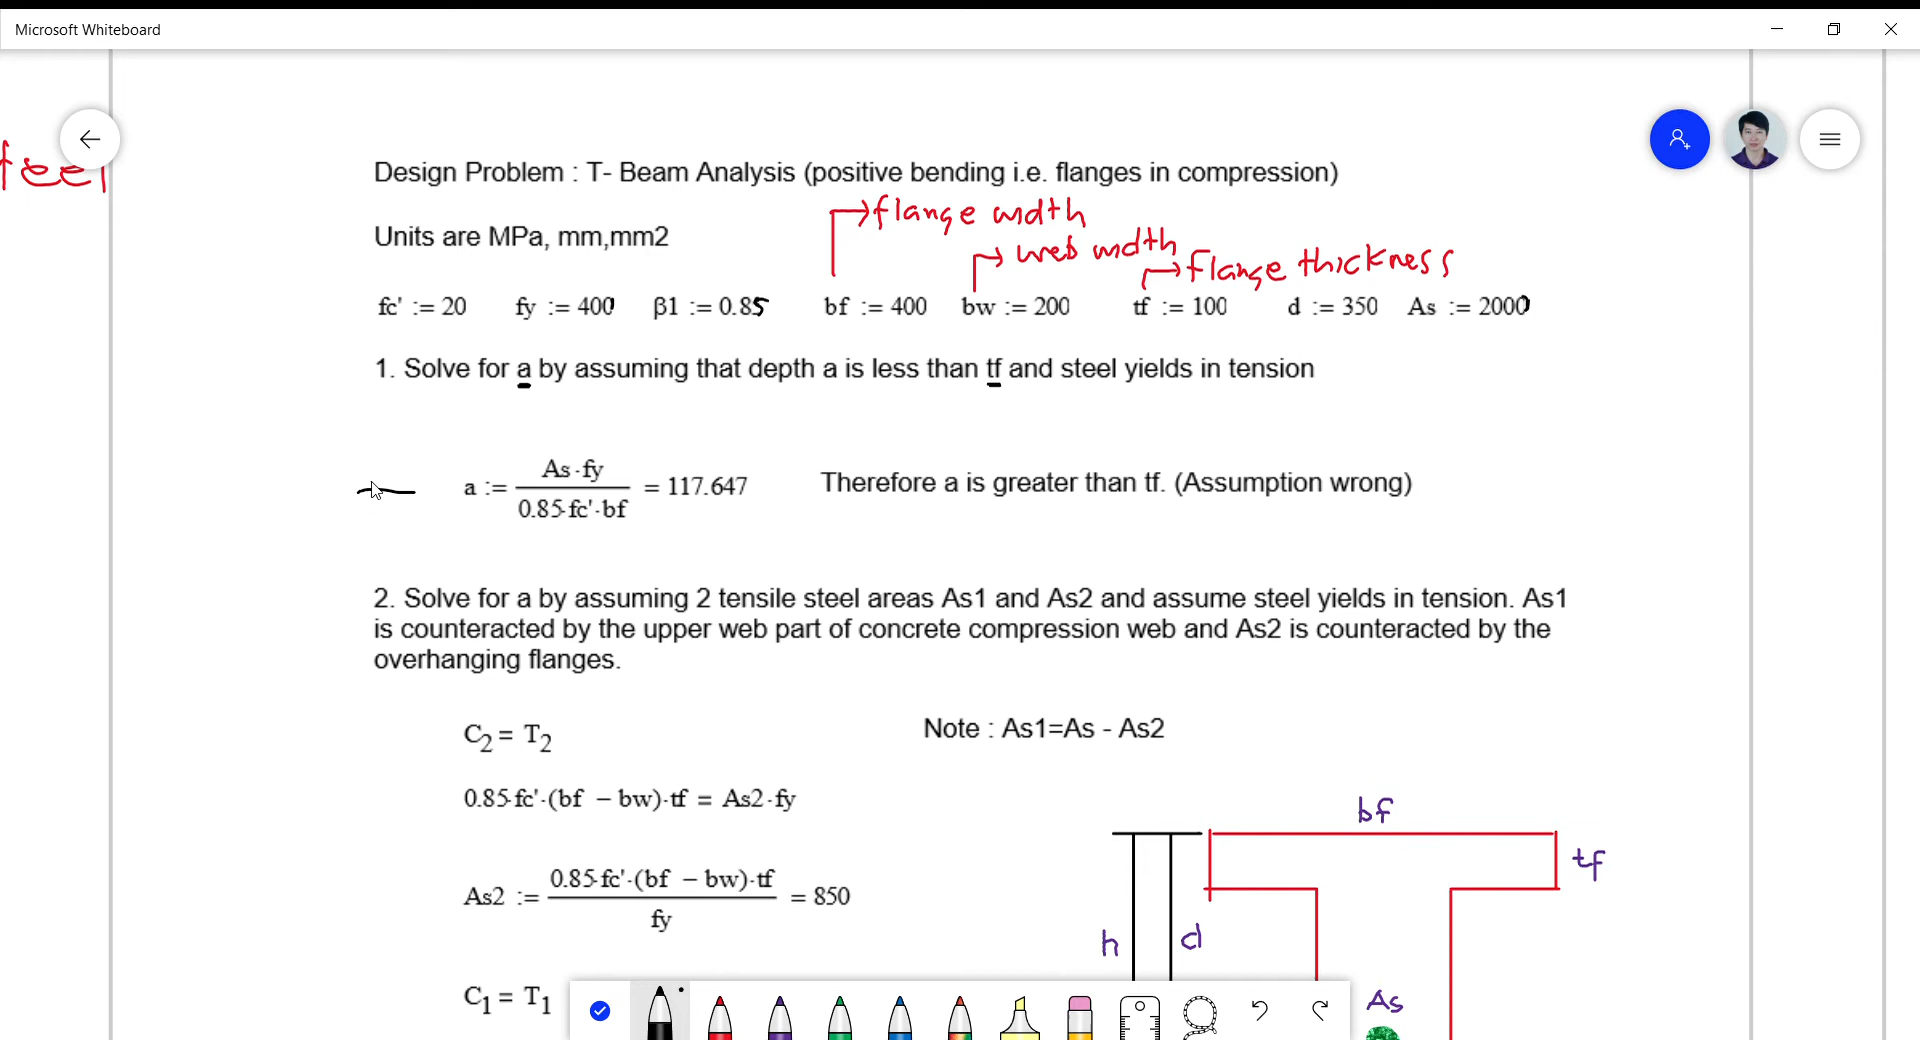 Microsoft Whiteboard
feel
Design Problem : T- Beam Analysis (positive bending i.e. flanges in compression)
flange width
Units are MPa, mm,mm2
web width
flange thickness
fc' := 20 fy := 400 β1 := 0.85 bf := 400 bw := 200 tf := 100 d := 350 As := 2000
1. Solve for a by assuming that depth a is less than tf and steel yields in tension
a := As·fy / 0.85·fc'·bf = 117.647 Therefore a is greater than tf. (Assumption wrong)
2. Solve for a by assuming 2 tensile steel areas As1 and As2 and assume steel yields in tension. As1
is counteracted by the upper web part of concrete compression web and As2 is counteracted by the
overhanging flanges.
C2 = T2 Note : As1=As - As2
0.85·fc'·(bf − bw)·tf = As2·fy
bf
tf
As2 := 0.85·fc'·(bf − bw)·tf / fy = 850
h d
C1 = T1
As